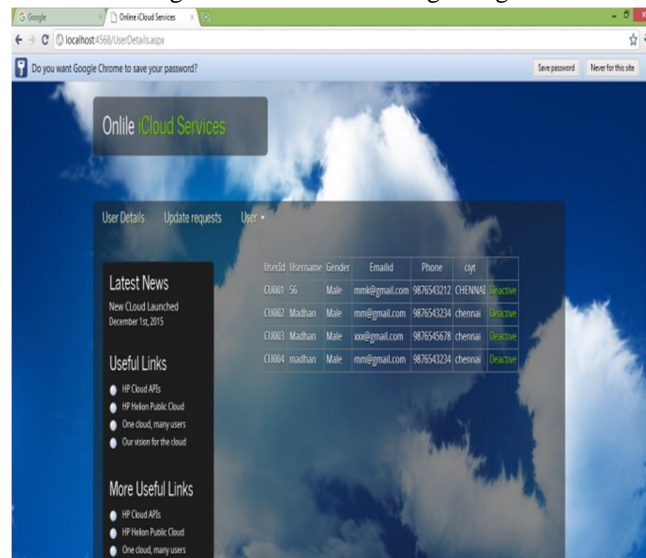 Google
Online iCloud Services
localhost:4568/UserDetails.aspx
Do you want Google Chrome to save your password?
Save password
Never for this site
Onlile iCloud Services
User Details Update requests User
Latest News
New CLoud Launched
December 1st, 2015
Useful Links
HP Cloud APIs
HP Helion Public Cloud
One cloud, many users
Our vision for the cloud
More Useful Links
HP Cloud APIs
HP Helion Public Cloud
One cloud, many users
UserId Username Gender Emailid Phone ciyt
CU001 56 Male mmk@gmail.com 9876543212 CHENNAI Deactive
CU002 Madhan Male mm@gmail.com 9876543234 chennai Deactive
CU003 Madhan Male xxx@gmail.com 9876545678 chennai Deactive
CU004 madhan Male mm@gmail.com 9876543234 chennai Deactive